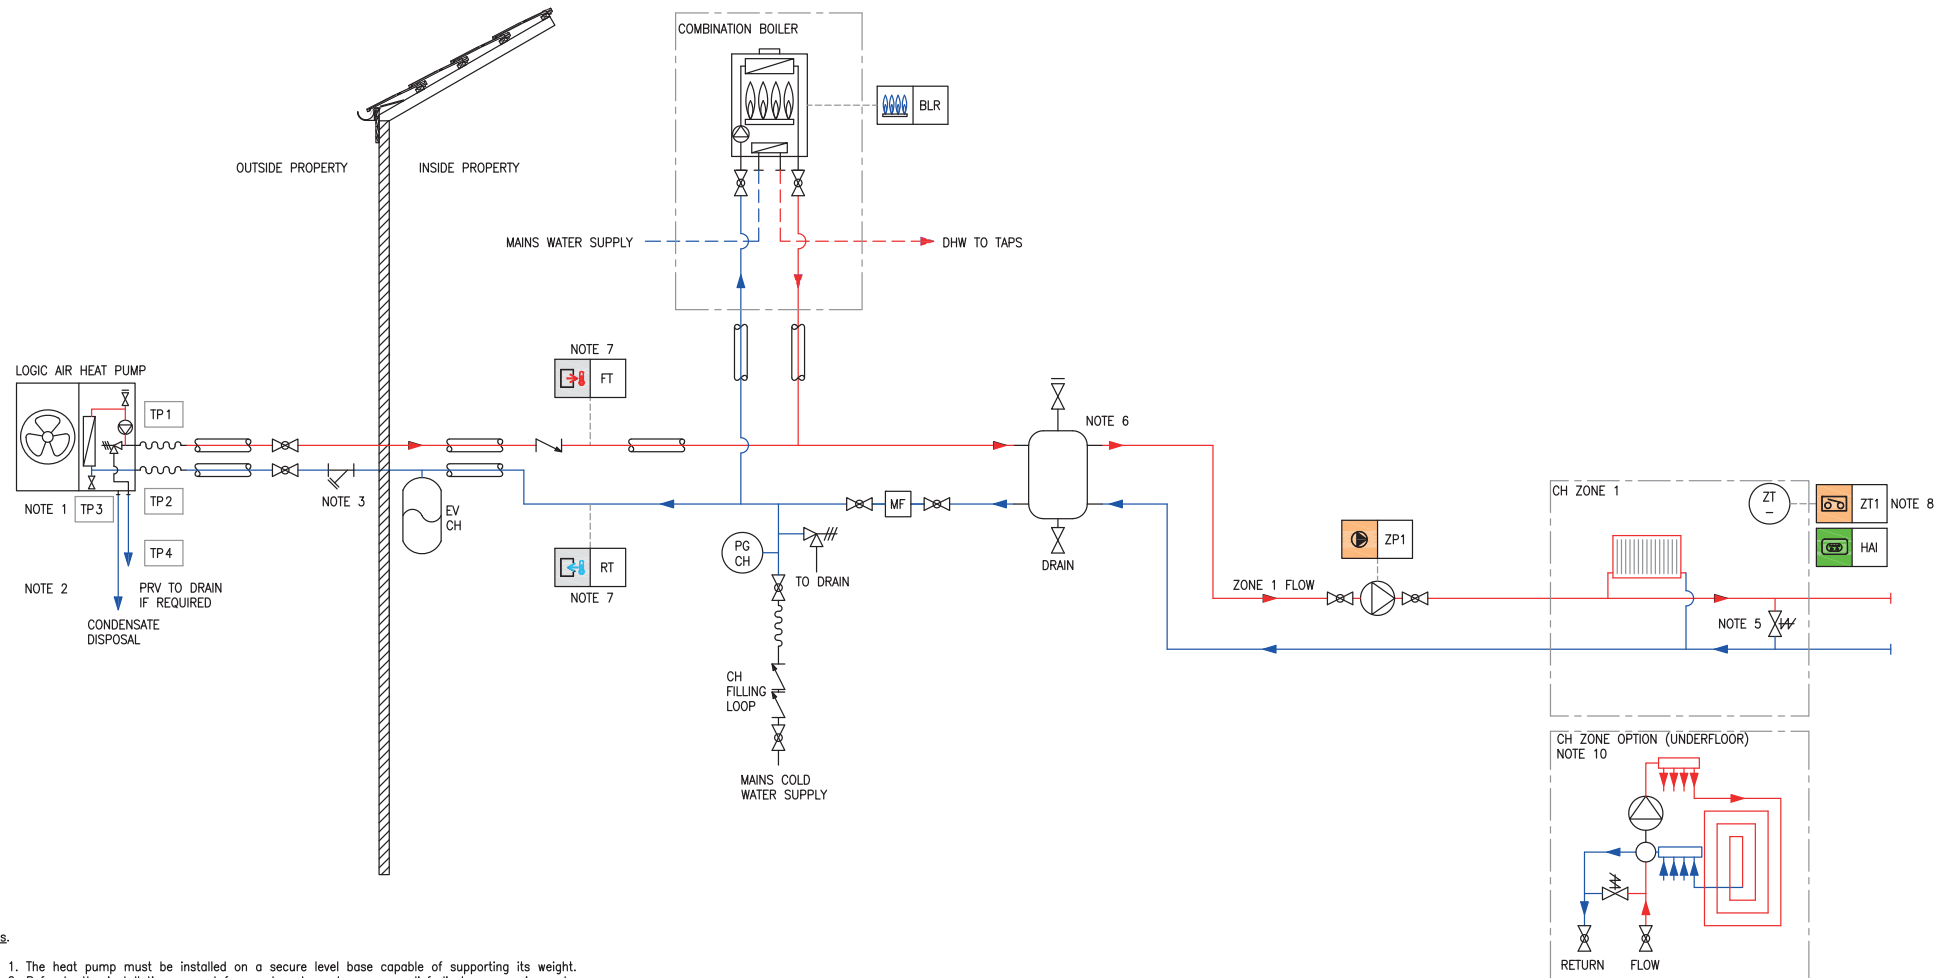 COMBINATION BOILER
BLR
OUTSIDE PROPERTY
INSIDE PROPERTY
MAINS WATER SUPPLY
DHW TO TAPS
NOTE 7
FT
LOGIC AIR HEAT PUMP
TP1
NOTE 6
NOTE 1
TP3
TP2
NOTE 3
EV
CH
MF
CH ZONE 1
ZT
–
ZT1
NOTE 8
HAI
TP4
NOTE 2
PRV TO DRAIN
IF REQUIRED
CONDENSATE
DISPOSAL
RT
NOTE 7
PG
CH
TO DRAIN
DRAIN
ZP1
ZONE 1 FLOW
NOTE 5
CH
FILLING
LOOP
MAINS COLD
WATER SUPPLY
CH ZONE OPTION (UNDERFLOOR)
NOTE 10
RETURN
FLOW
s.
1. The heat pump must be installed on a secure level base capable of supporting its weight.